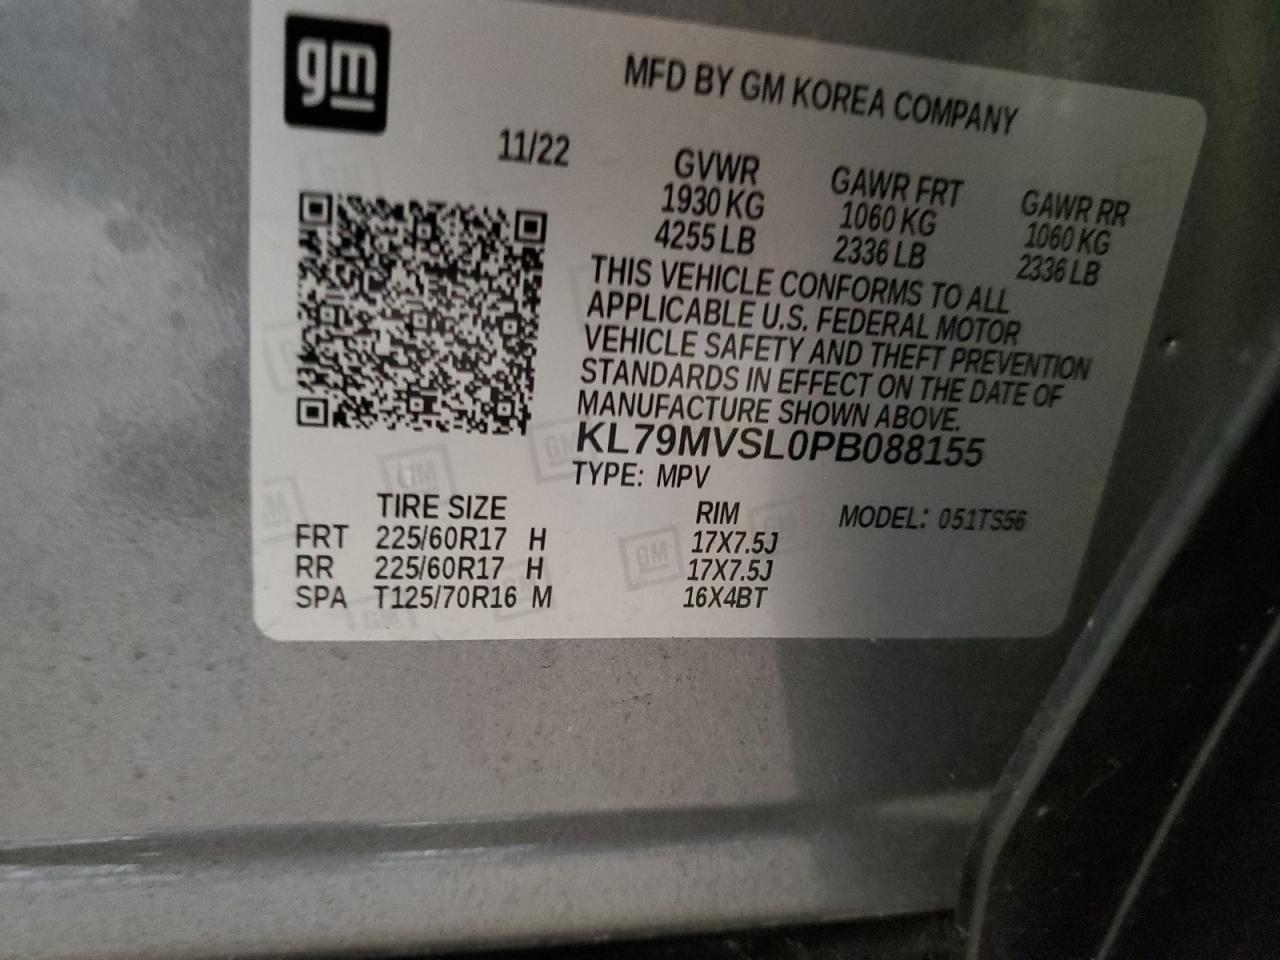 gm
MFD BY GM KOREA COMPANY
11/22
GVWR GAWR FRT GAWR RR
1930 KG 1060 KG 1060 KG
4255 LB 2336 LB 2336 LB
THIS VEHICLE CONFORMS TO ALL
APPLICABLE U.S. FEDERAL MOTOR
VEHICLE SAFETY AND THEFT PREVENTION
STANDARDS IN EFFECT ON THE DATE OF
MANUFACTURE SHOWN ABOVE.
KL79MVSL0PB088155
TYPE: MPV
TIRE SIZE RIM MODEL: 051TS56
FRT 225/60R17 H 17X7.5J
RR 225/60R17 H 17X7.5J
SPA T125/70R16 M 16X4BT